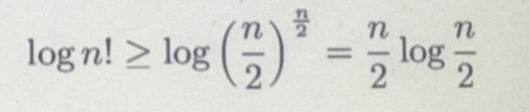 log n! ≥ log (n/2)^(n/2) = n/2 log n/2